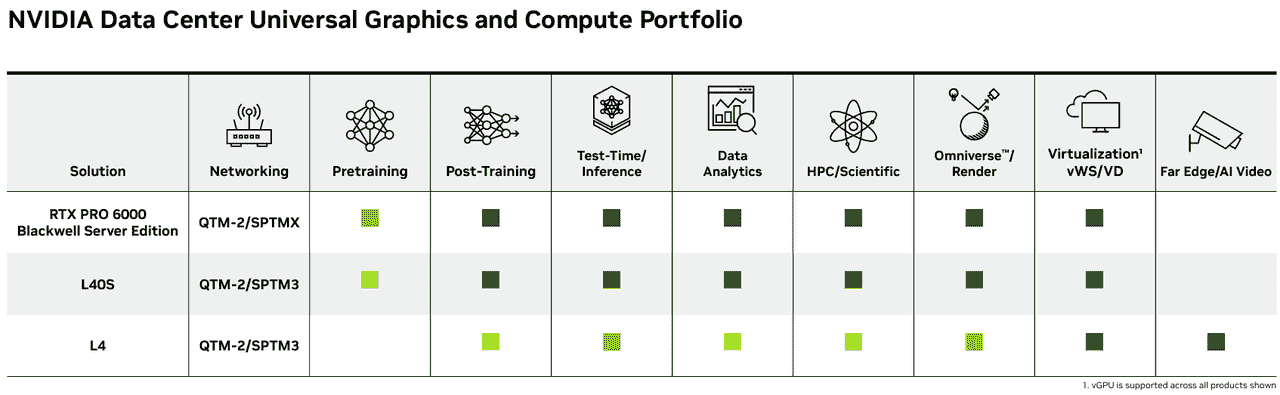 NVIDIA Data Center Universal Graphics and Compute Portfolio
Solution
Networking
Pretraining
Post-Training
Test-Time/
Inference
Data
Analytics
HPC/Scientific
Omniverse™/
Render
Virtualization¹
vWS/VD
Far Edge/AI Video
RTX PRO 6000
Blackwell Server Edition
QTM-2/SPTMX
L40S
QTM-2/SPTM3
L4
QTM-2/SPTM3
1. vGPU is supported across all products shown